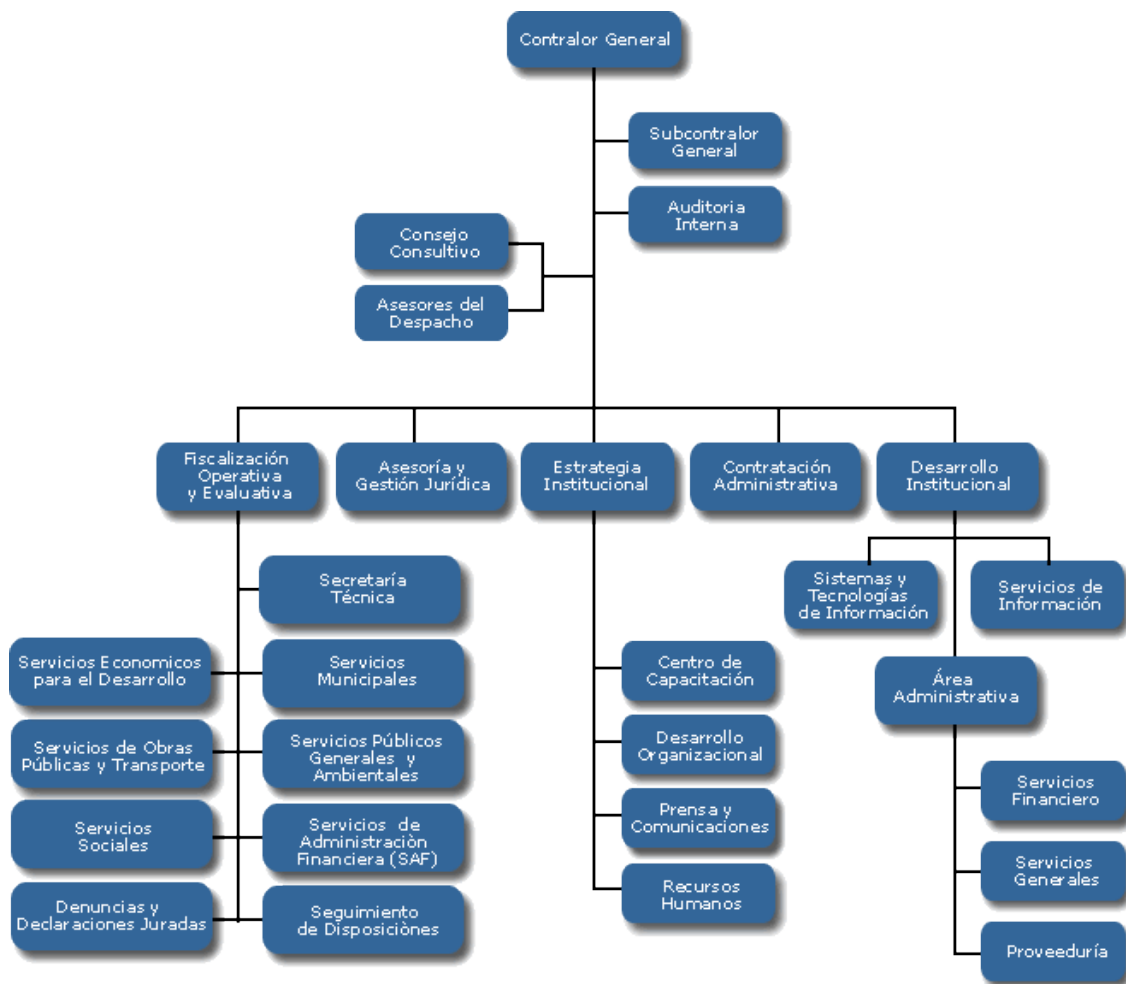 Contralor General
Subcontralor
General
Auditoria
Interna
Consejo
Consultivo
Asesores del
Despacho
Fiscalización
Operativa
y Evaluativa
Asesoría y
Gestión Jurídica
Estrategia
Institucional
Contratación
Administrativa
Desarrollo
Institucional
Secretaría
Técnica
Servicios Economicos
para el Desarrollo
Servicios
Municipales
Servicios de Obras
Públicas y Transporte
Servicios Públicos
Generales y
Ambientales
Servicios
Sociales
Servicios de
Administraciòn
Financiera (SAF)
Denuncias y
Declaraciones Juradas
Seguimiento
de Disposiciònes
Centro de
Capacitación
Desarrollo
Organizacional
Prensa y
Comunicaciones
Recursos
Humanos
Sistemas y
Tecnologías
de Información
Servicios de
Información
Área
Administrativa
Servicios
Financiero
Servicios
Generales
Proveeduría